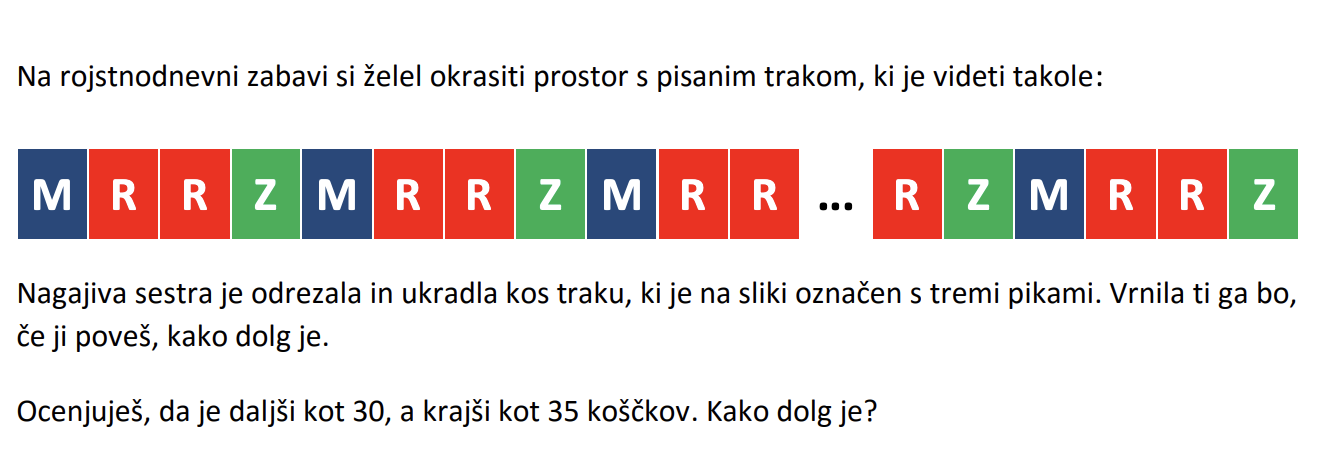 Na rojstnodnevni zabavi si želel okrasiti prostor s pisanim trakom, ki je videti takole:
M R R Z M R R Z M R R ... R Z M R R Z
Nagajiva sestra je odrezala in ukradla kos traku, ki je na sliki označen s tremi pikami. Vrnila ti ga bo,
če ji poveš, kako dolg je.
Ocenjuješ, da je daljši kot 30, a krajši kot 35 koščkov. Kako dolg je?